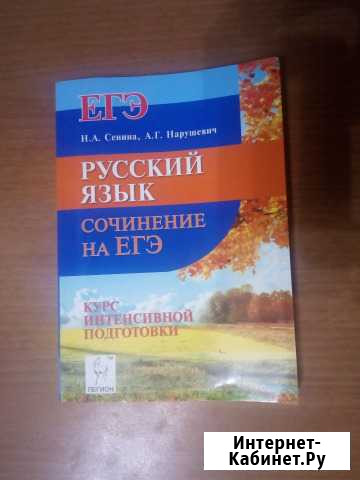 ЕГЭ
Н.А. Сенина, А.Г. Нарушевич
РУССКИЙ
ЯЗЫК
СОЧИНЕНИЕ
НА ЕГЭ
КУРС
ИНТЕНСИВНОЙ
ПОДГОТОВКИ
ЛЕГИОН
Интернет-
Кабинет.Ру